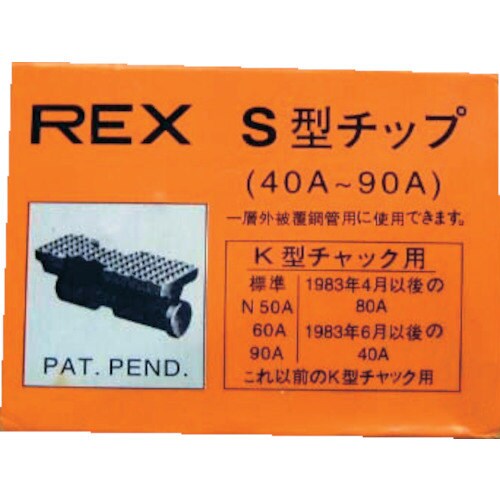 REX S型チップ
(40A~90A)
一層外被覆鋼管用に使用できます。
K型チャック用
標準 1983年4月以後の
N 50A 80A
60A 1983年6月以後の
90A 40A
これ以前のK型チャック用
PAT. PEND.